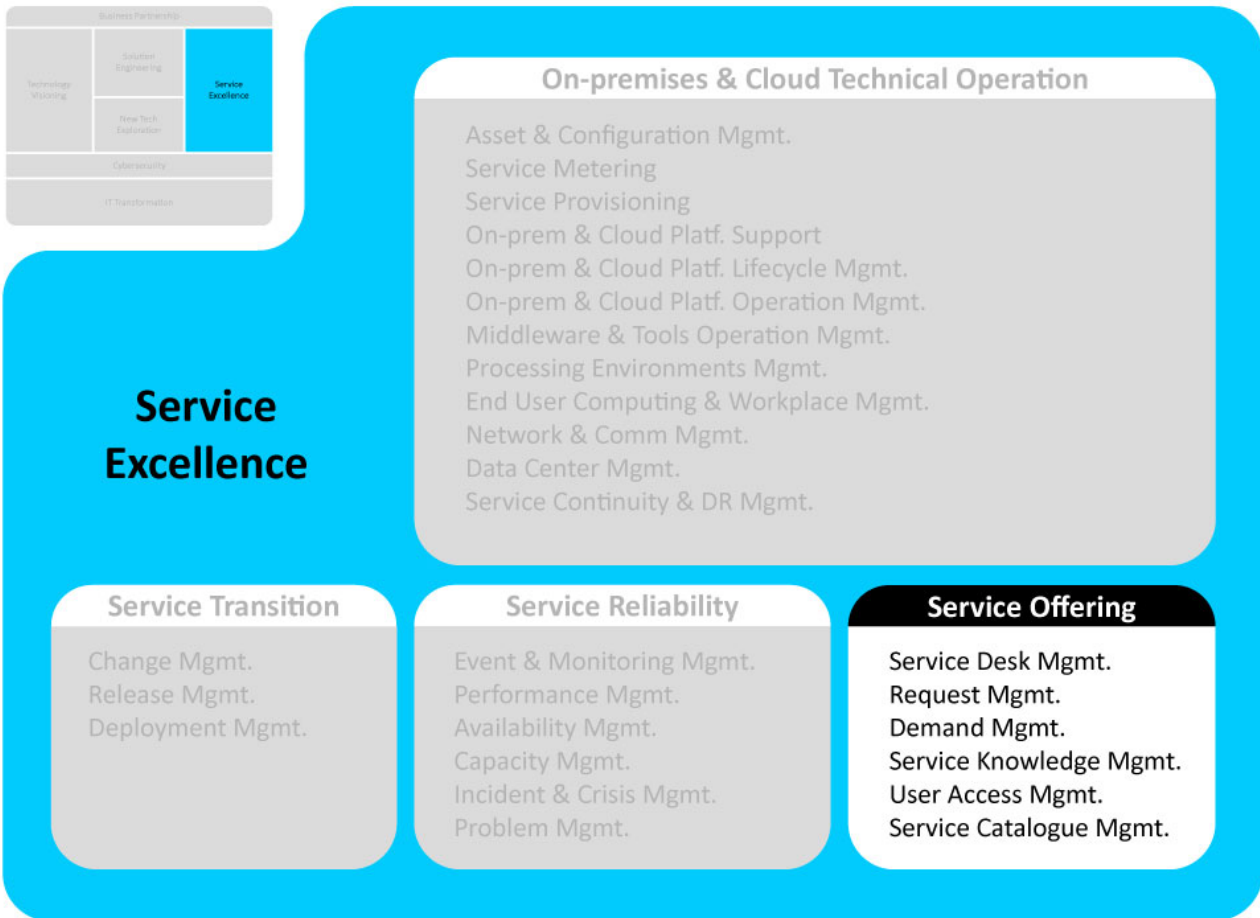 Business Partnership
Technology
Visioning
Solution
Engineering
New Tech
Exploration
Service
Excellence
Cybersecurity
IT Transformation
On-premises & Cloud Technical Operation
Asset & Configuration Mgmt.
Service Metering
Service Provisioning
On-prem & Cloud Platf. Support
On-prem & Cloud Platf. Lifecycle Mgmt.
On-prem & Cloud Platf. Operation Mgmt.
Middleware & Tools Operation Mgmt.
Processing Environments Mgmt.
End User Computing & Workplace Mgmt.
Network & Comm Mgmt.
Data Center Mgmt.
Service Continuity & DR Mgmt.
Service
Excellence
Service Transition
Change Mgmt.
Release Mgmt.
Deployment Mgmt.
Service Reliability
Event & Monitoring Mgmt.
Performance Mgmt.
Availability Mgmt.
Capacity Mgmt.
Incident & Crisis Mgmt.
Problem Mgmt.
Service Offering
Service Desk Mgmt.
Request Mgmt.
Demand Mgmt.
Service Knowledge Mgmt.
User Access Mgmt.
Service Catalogue Mgmt.